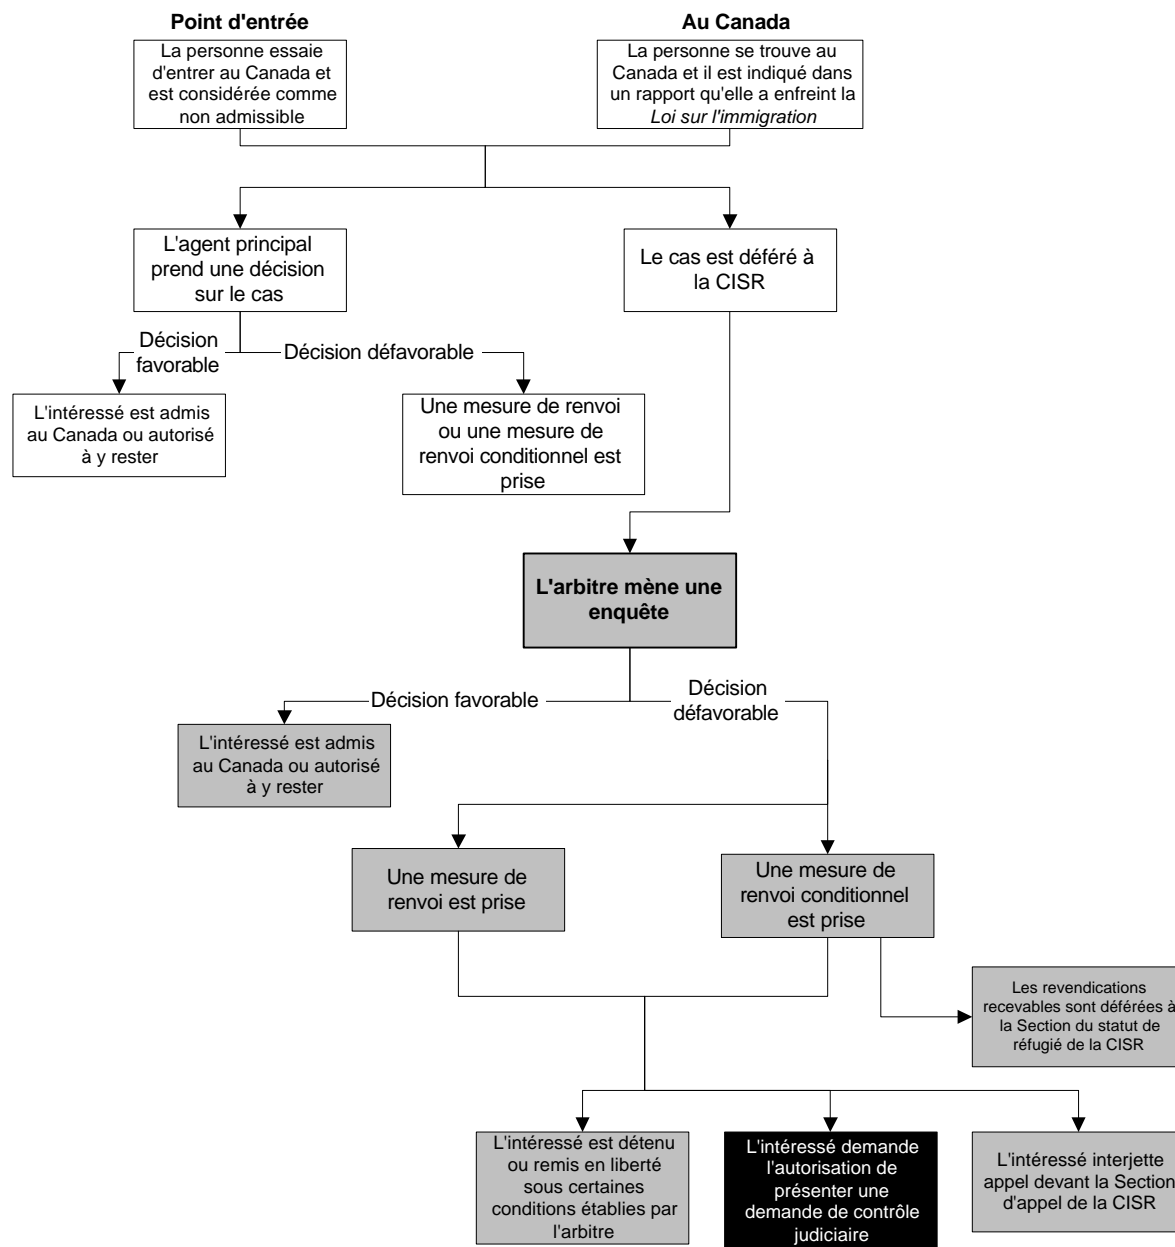 Point d'entrée
La personne essaie
d'entrer au Canada et
est considérée comme
non admissible
Au Canada
La personne se trouve au
Canada et il est indiqué dans
un rapport qu'elle a enfreint la
Loi sur l'immigration
L'agent principal
prend une décision
sur le cas
Le cas est déféré à
la CISR
Décision
favorable
Décision défavorable
L'intéressé est admis
au Canada ou autorisé
à y rester
Une mesure de renvoi
ou une mesure de
renvoi conditionnel est
prise
L'arbitre mène une
enquête
Décision favorable
Décision
défavorable
L'intéressé est admis
au Canada ou autorisé
à y rester
Une mesure de
renvoi est prise
Une mesure de
renvoi conditionnel
est prise
Les revendications
recevables sont déférées à
la Section du statut de
réfugié de la CISR
L'intéressé est détenu
ou remis en liberté
sous certaines
conditions établies par
l'arbitre
L'intéressé demande
l'autorisation de
présenter une
demande de contrôle
judiciaire
L'intéressé interjette
appel devant la Section
d'appel de la CISR